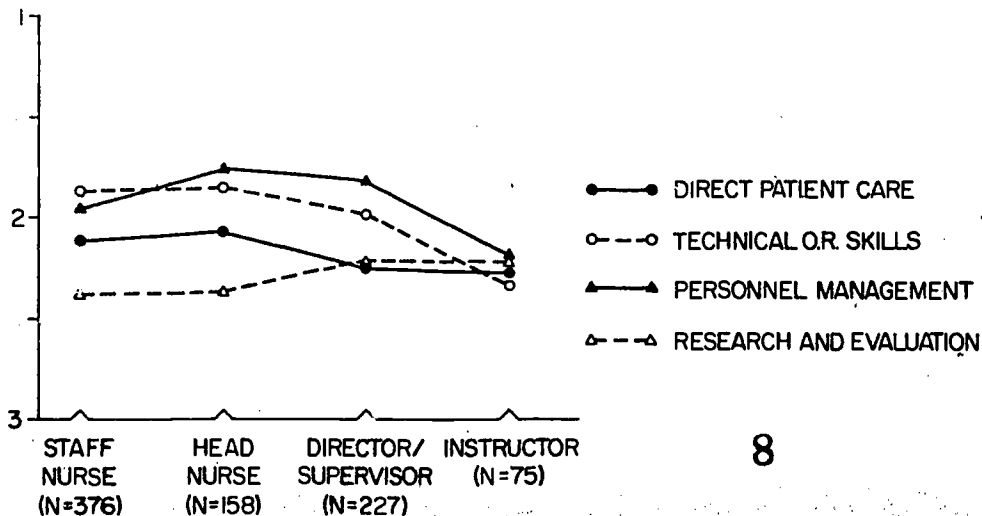 1
2
3
STAFF
NURSE
(N=376)
HEAD
NURSE
(N=158)
DIRECTOR/
SUPERVISOR
(N=227)
INSTRUCTOR
(N=75)
DIRECT PATIENT CARE
TECHNICAL O.R. SKILLS
PERSONNEL MANAGEMENT
RESEARCH AND EVALUATION
8